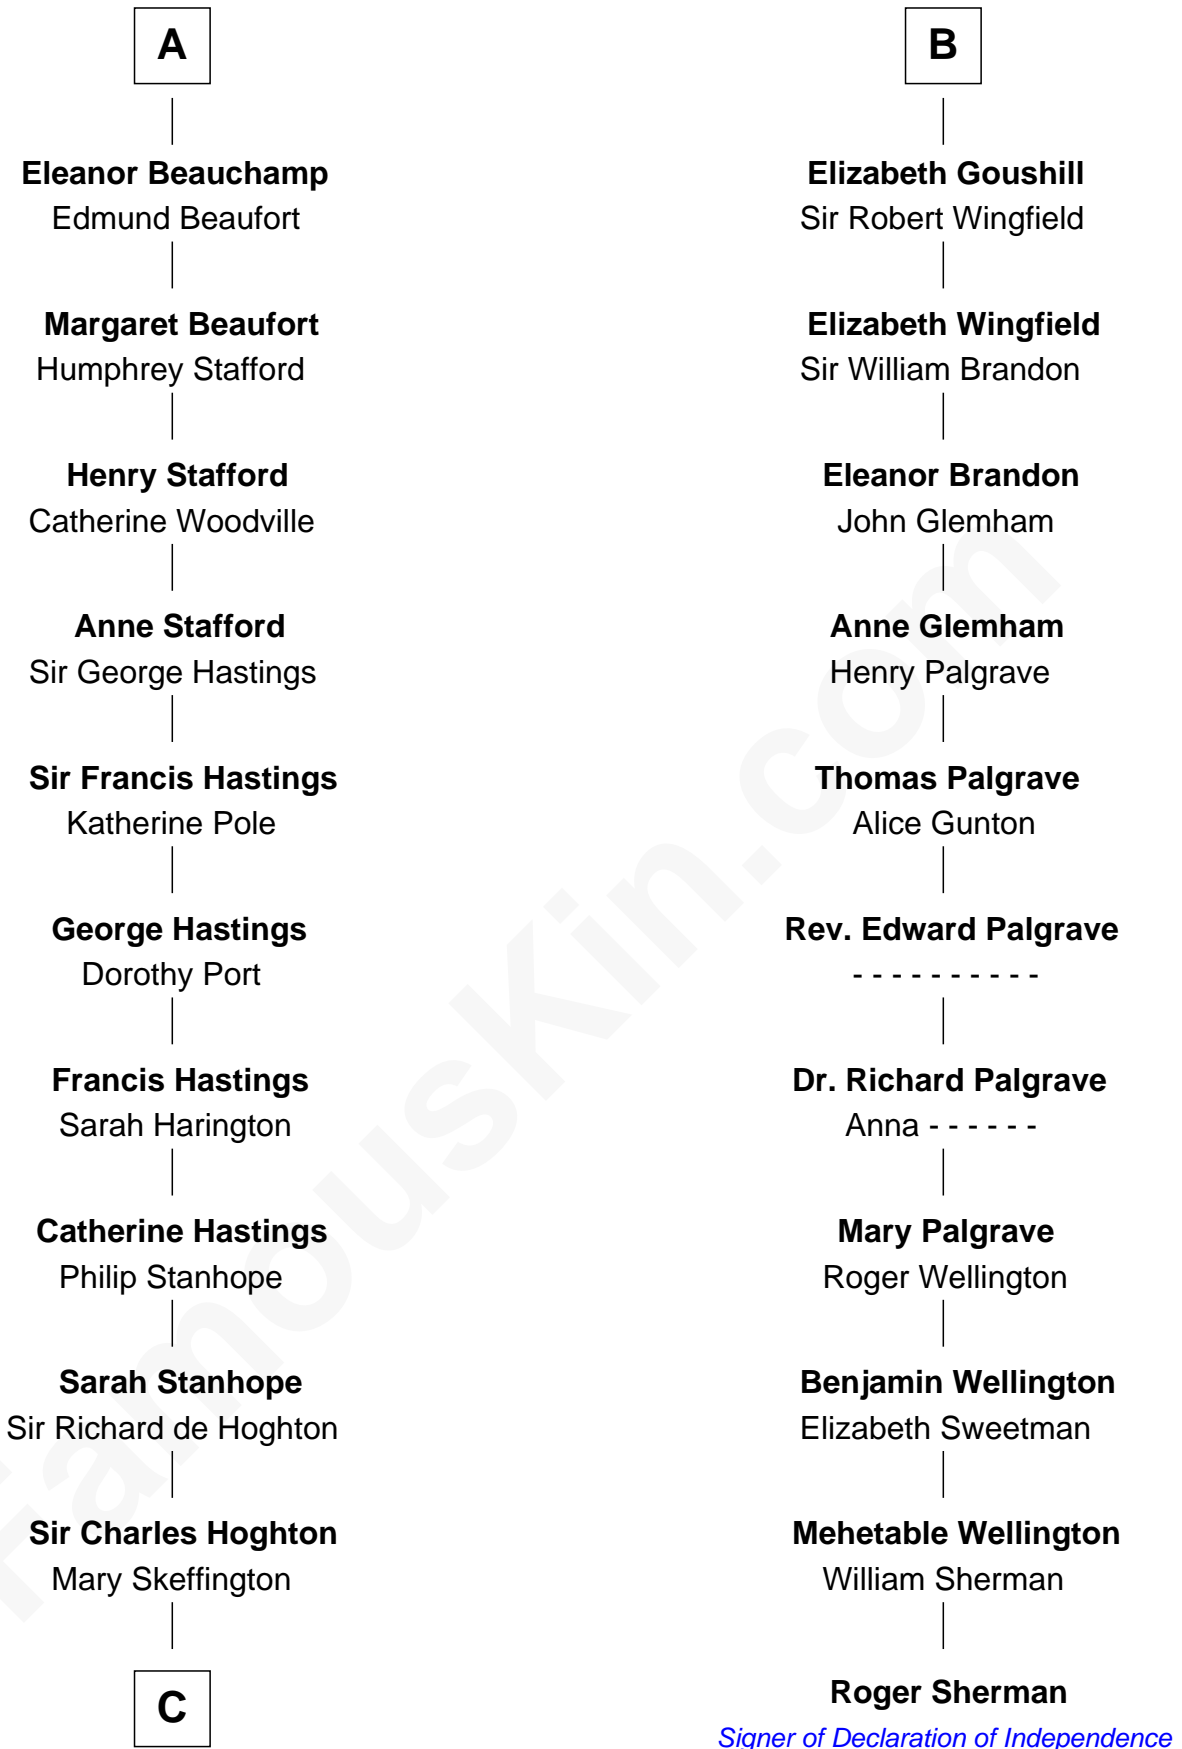 A
Eleanor Beauchamp
Edmund Beaufort
Margaret Beaufort
Humphrey Stafford
Henry Stafford
Catherine Woodville
Anne Stafford
Sir George Hastings
Sir Francis Hastings
Katherine Pole
George Hastings
Dorothy Port
Francis Hastings
Sarah Harington
Catherine Hastings
Philip Stanhope
Sarah Stanhope
Sir Richard de Hoghton
Sir Charles Hoghton
Mary Skeffington
C
B
Elizabeth Goushill
Sir Robert Wingfield
Elizabeth Wingfield
Sir William Brandon
Eleanor Brandon
John Glemham
Anne Glemham
Henry Palgrave
Thomas Palgrave
Alice Gunton
Rev. Edward Palgrave
- - - - - - - - - -
Dr. Richard Palgrave
Anna - - - - - -
Mary Palgrave
Roger Wellington
Benjamin Wellington
Elizabeth Sweetman
Mehetable Wellington
William Sherman
Roger Sherman
Signer of Declaration of Independence
FamousKin.com